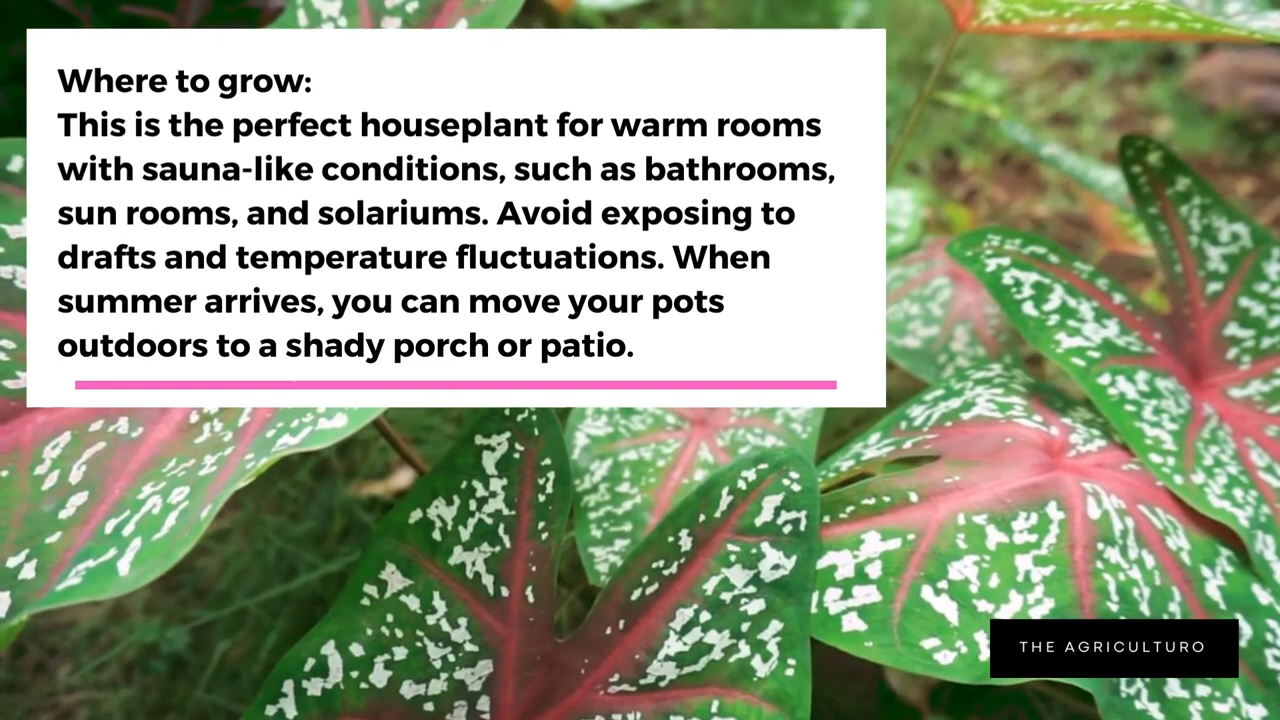 Where to grow:
This is the perfect houseplant for warm rooms
with sauna-like conditions, such as bathrooms,
sun rooms, and solariums. Avoid exposing to
drafts and temperature fluctuations. When
summer arrives, you can move your pots
outdoors to a shady porch or patio.
THE AGRICULTURO